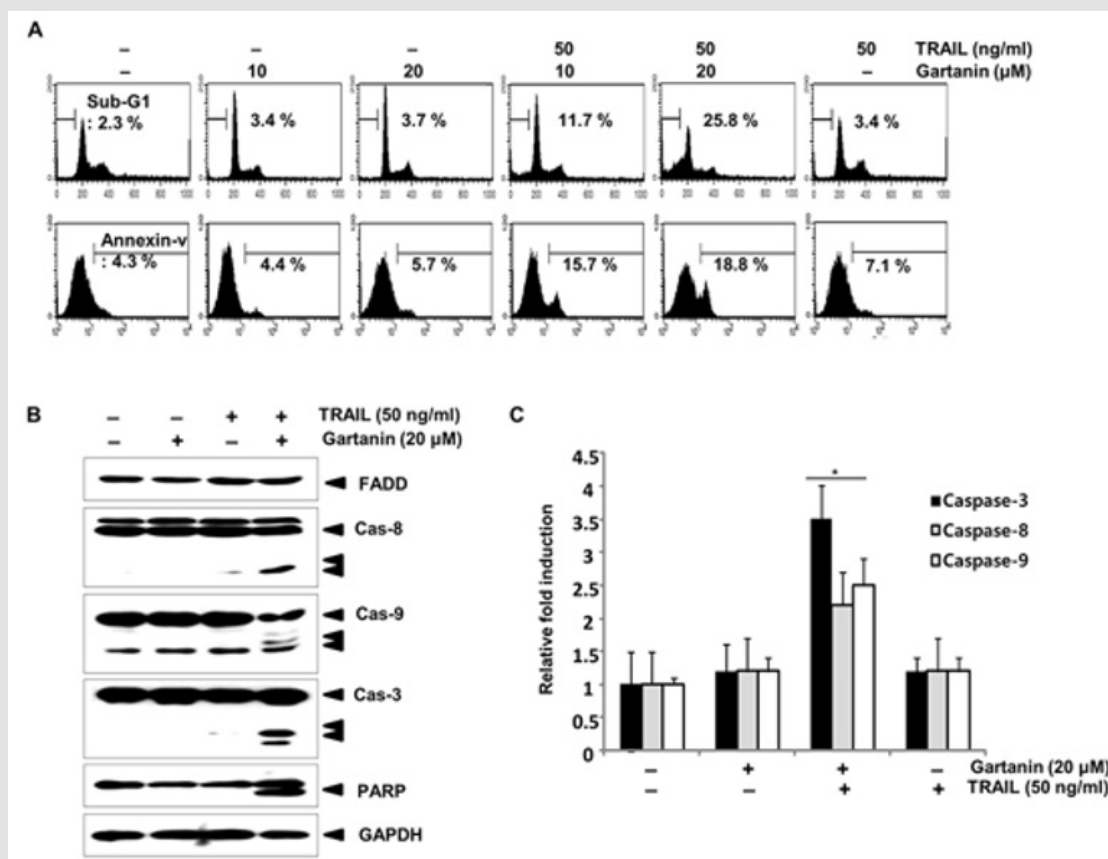 A
– – – 50 50 50 TRAIL (ng/ml)
– 10 20 10 20 – Gartanin (µM)
Sub-G1
: 2.3 % 3.4 % 3.7 % 11.7 % 25.8 % 3.4 %
Annexin-v
: 4.3 % 4.4 % 5.7 % 15.7 % 18.8 % 7.1 %
B
– – + + TRAIL (50 ng/ml)
– + – + Gartanin (20 µM)
FADD
Cas-8
Cas-9
Cas-3
PARP
GAPDH
C
Relative fold induction
4.5
4
3.5
3
2.5
2
1.5
1
0.5
0
*
Caspase-3
Caspase-8
Caspase-9
– + + – Gartanin (20 µM)
– – + + TRAIL (50 ng/ml)